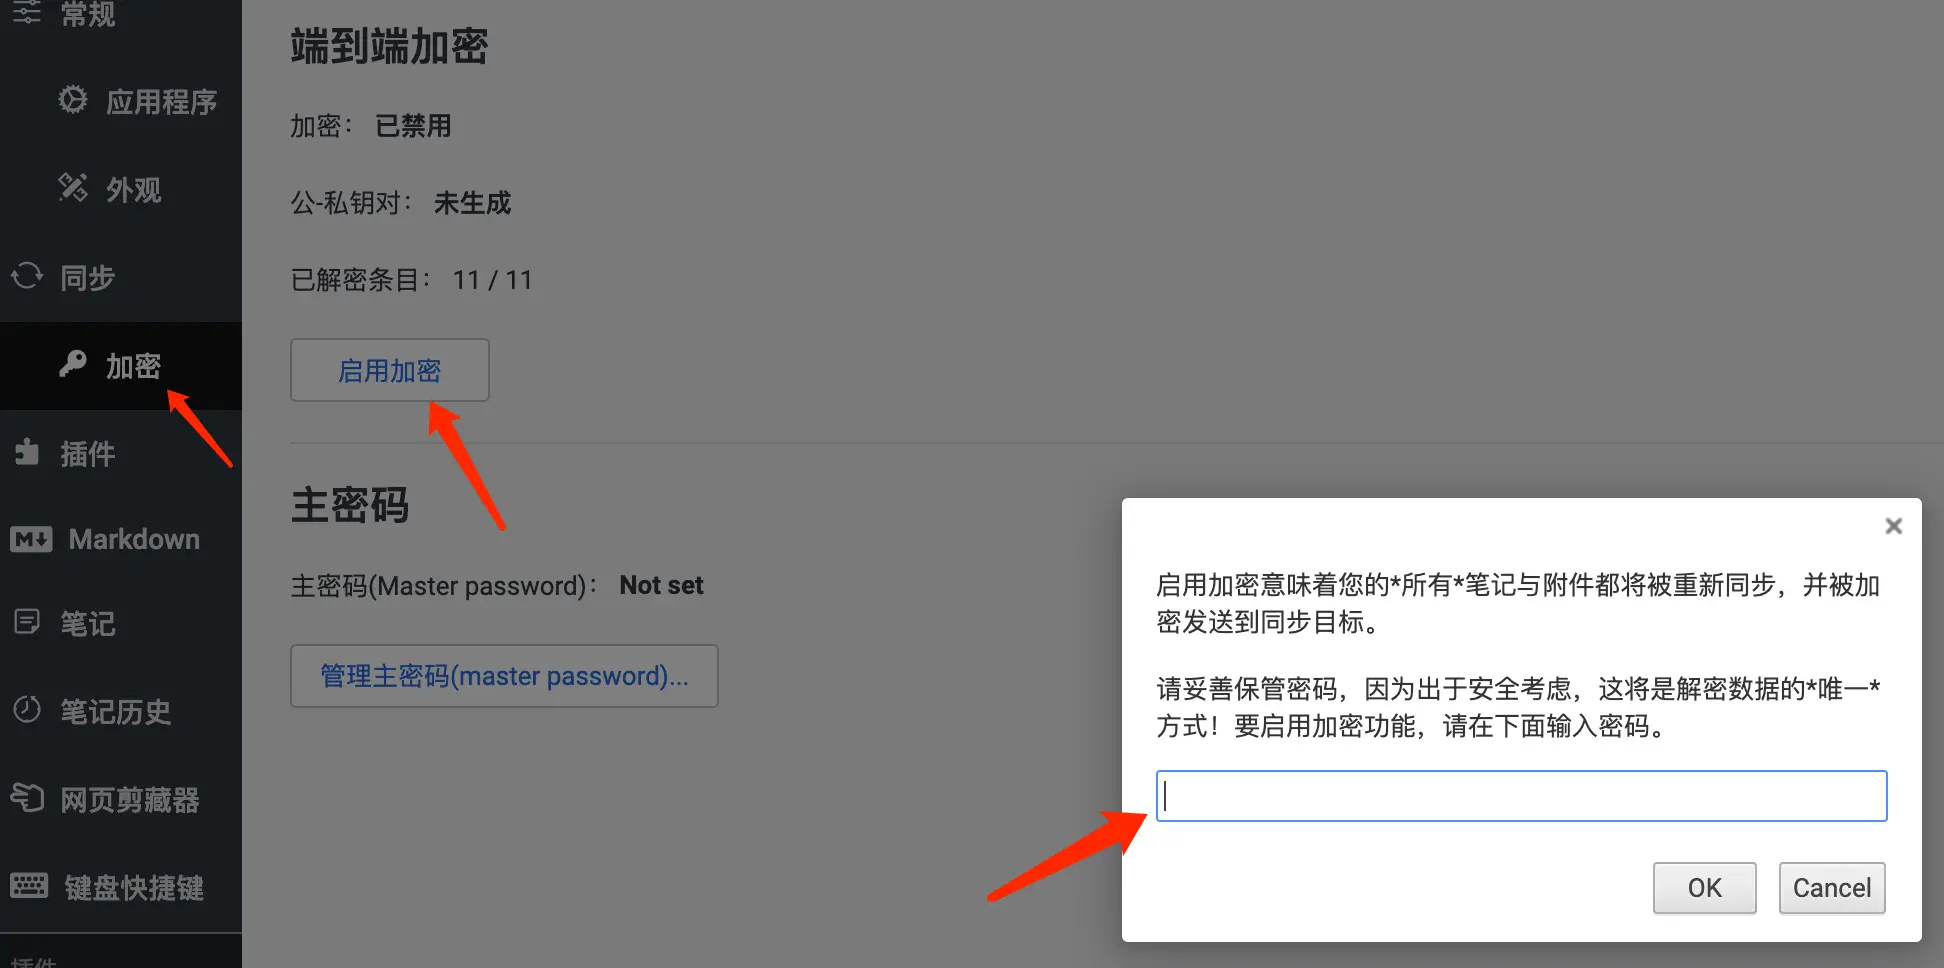 常规
应用程序
外观
同步
加密
插件
Markdown
笔记
笔记历史
网页剪藏器
键盘快捷键
插件
端到端加密
加密： 已禁用
公-私钥对： 未生成
已解密条目： 11 / 11
启用加密
主密码
主密码(Master password)： Not set
管理主密码(master password)...
启用加密意味着您的*所有*笔记与附件都将被重新同步，并被加
密发送到同步目标。
请妥善保管密码，因为出于安全考虑，这将是解密数据的*唯一*
方式！要启用加密功能，请在下面输入密码。
OK
Cancel